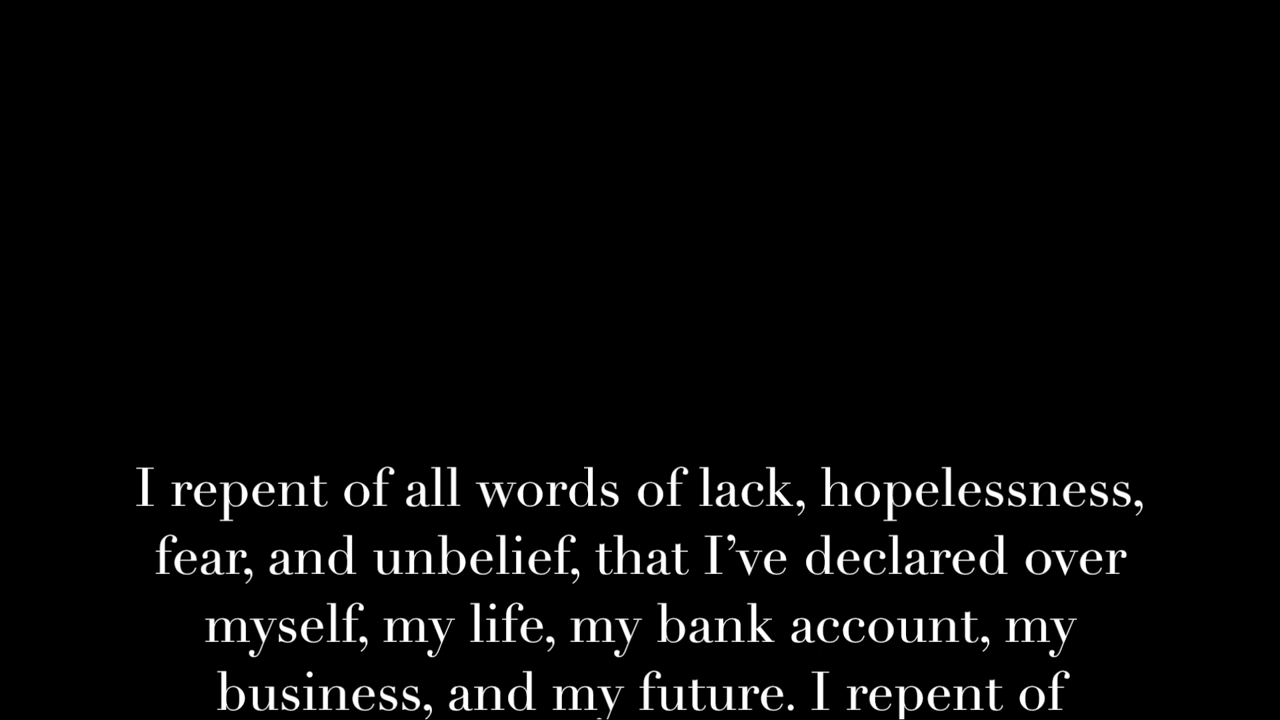 I repent of all words of lack, hopelessness,
fear, and unbelief, that I’ve declared over
myself, my life, my bank account, my
business, and my future. I repent of